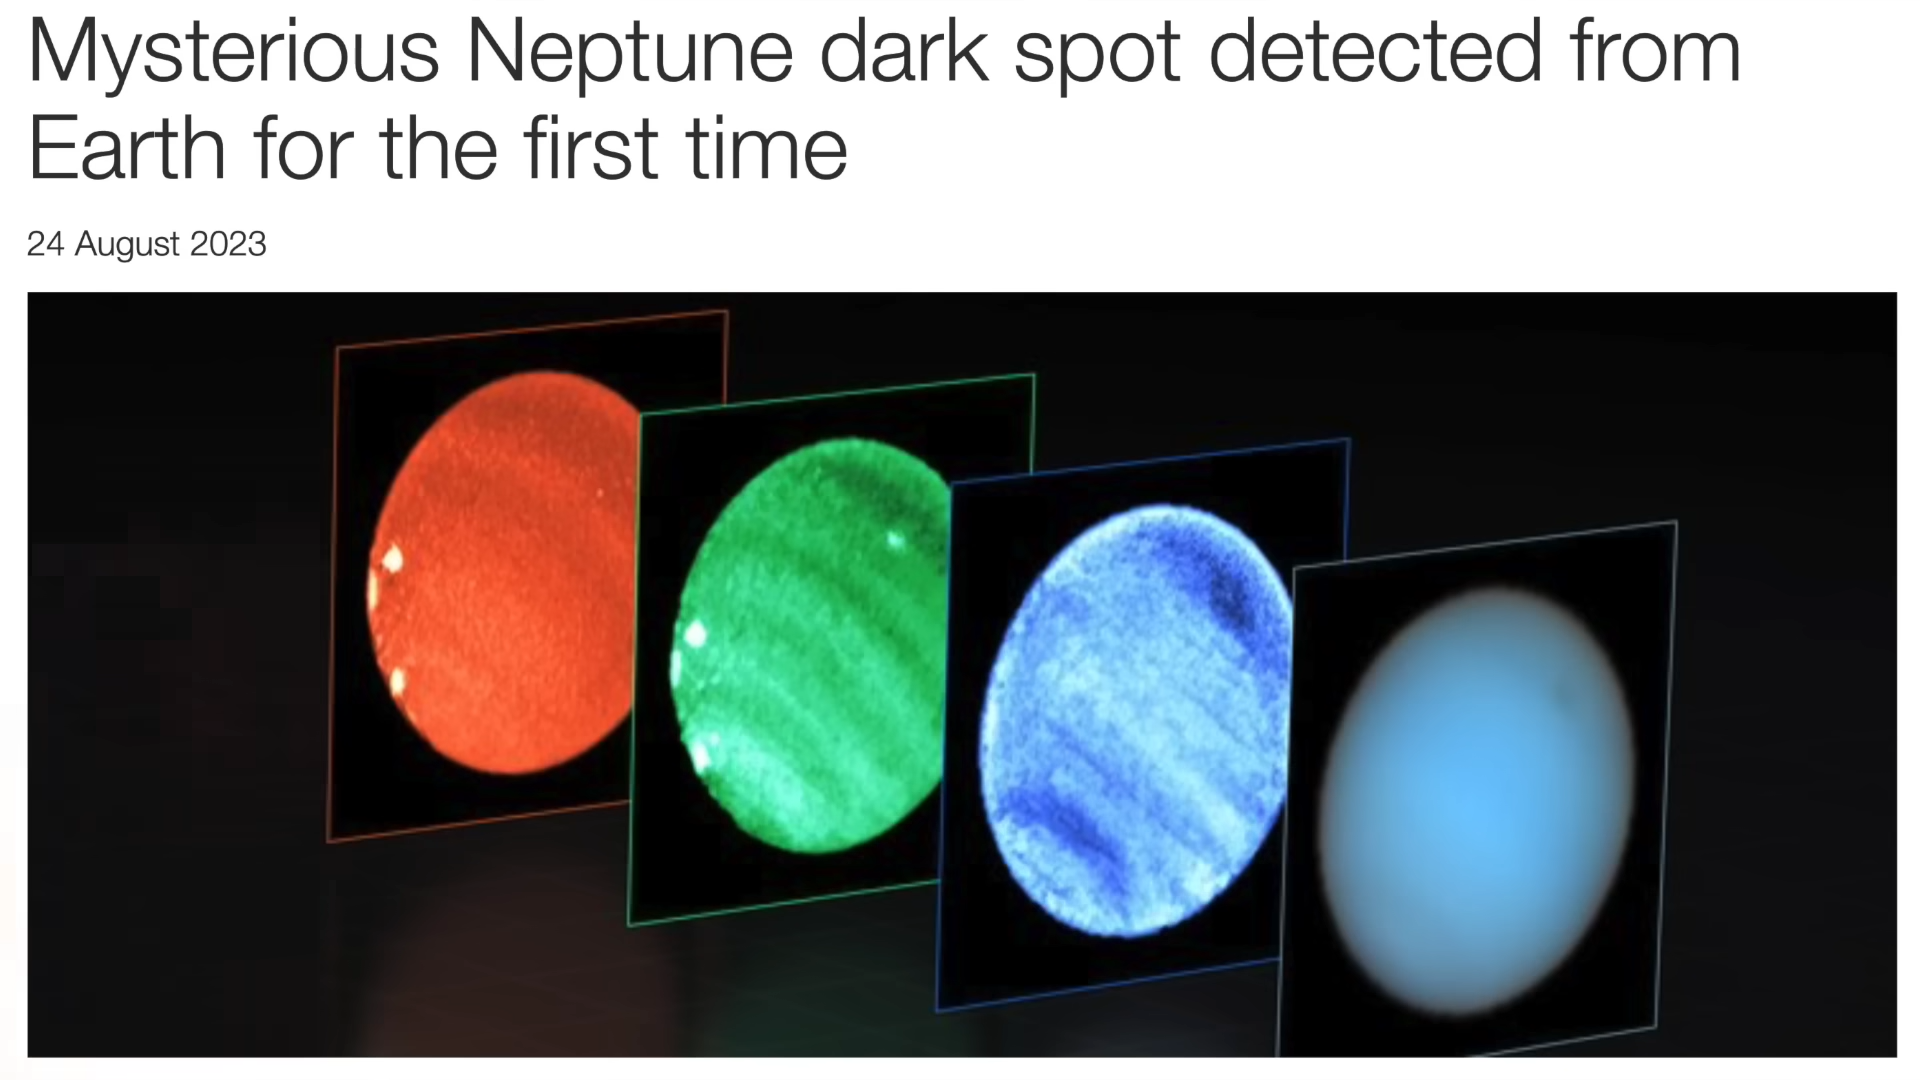 Mysterious Neptune dark spot detected from
Earth for the first time
24 August 2023